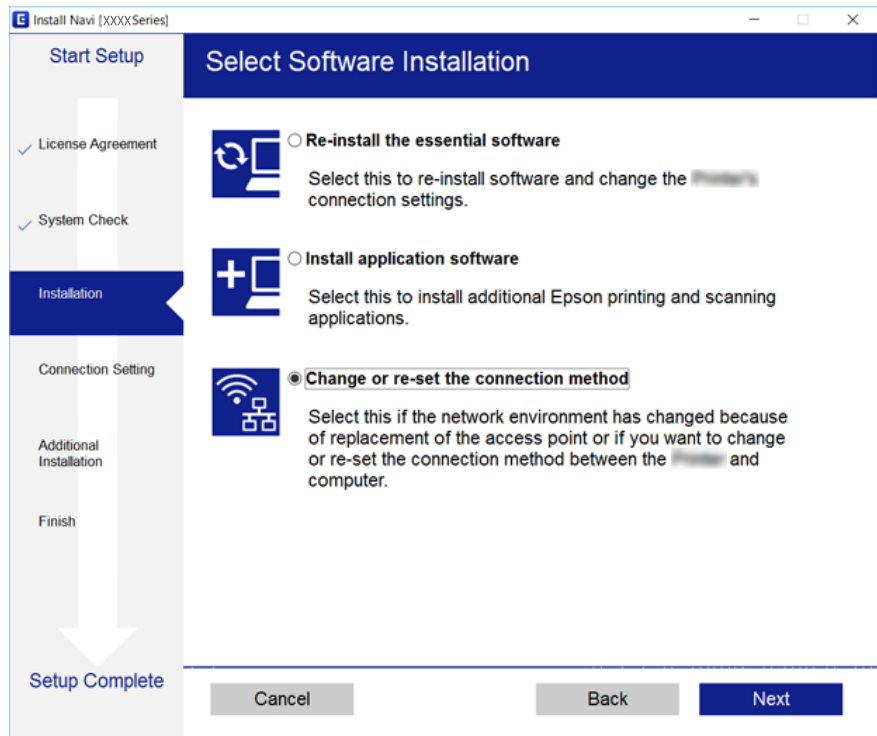 E Install Navi [XXXX Series]
Start Setup
Select Software Installation
License Agreement
System Check
Installation
Connection Setting
Additional
Installation
Finish
Setup Complete
Re-install the essential software
Select this to re-install software and change the
connection settings.
Install application software
Select this to install additional Epson printing and scanning
applications.
Change or re-set the connection method
Select this if the network environment has changed because
of replacement of the access point or if you want to change
or re-set the connection method between the and
computer.
Cancel
Back
Next